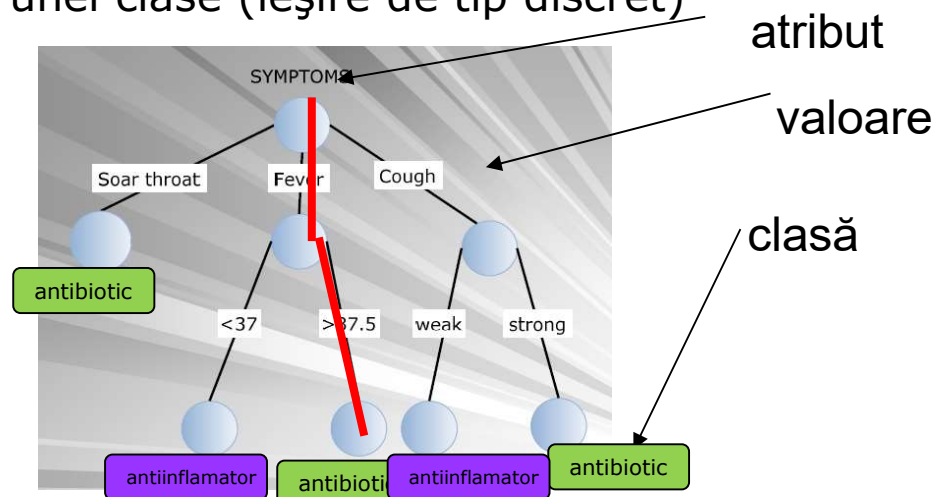 unei clase (ieşire de tip discret)
atribut
SYMPTOMS
valoare
Soar throat
Fever
Cough
clasă
antibiotic
<37
>37.5
weak
strong
antiinflamator
antibiotic
antiinflamator
antibiotic